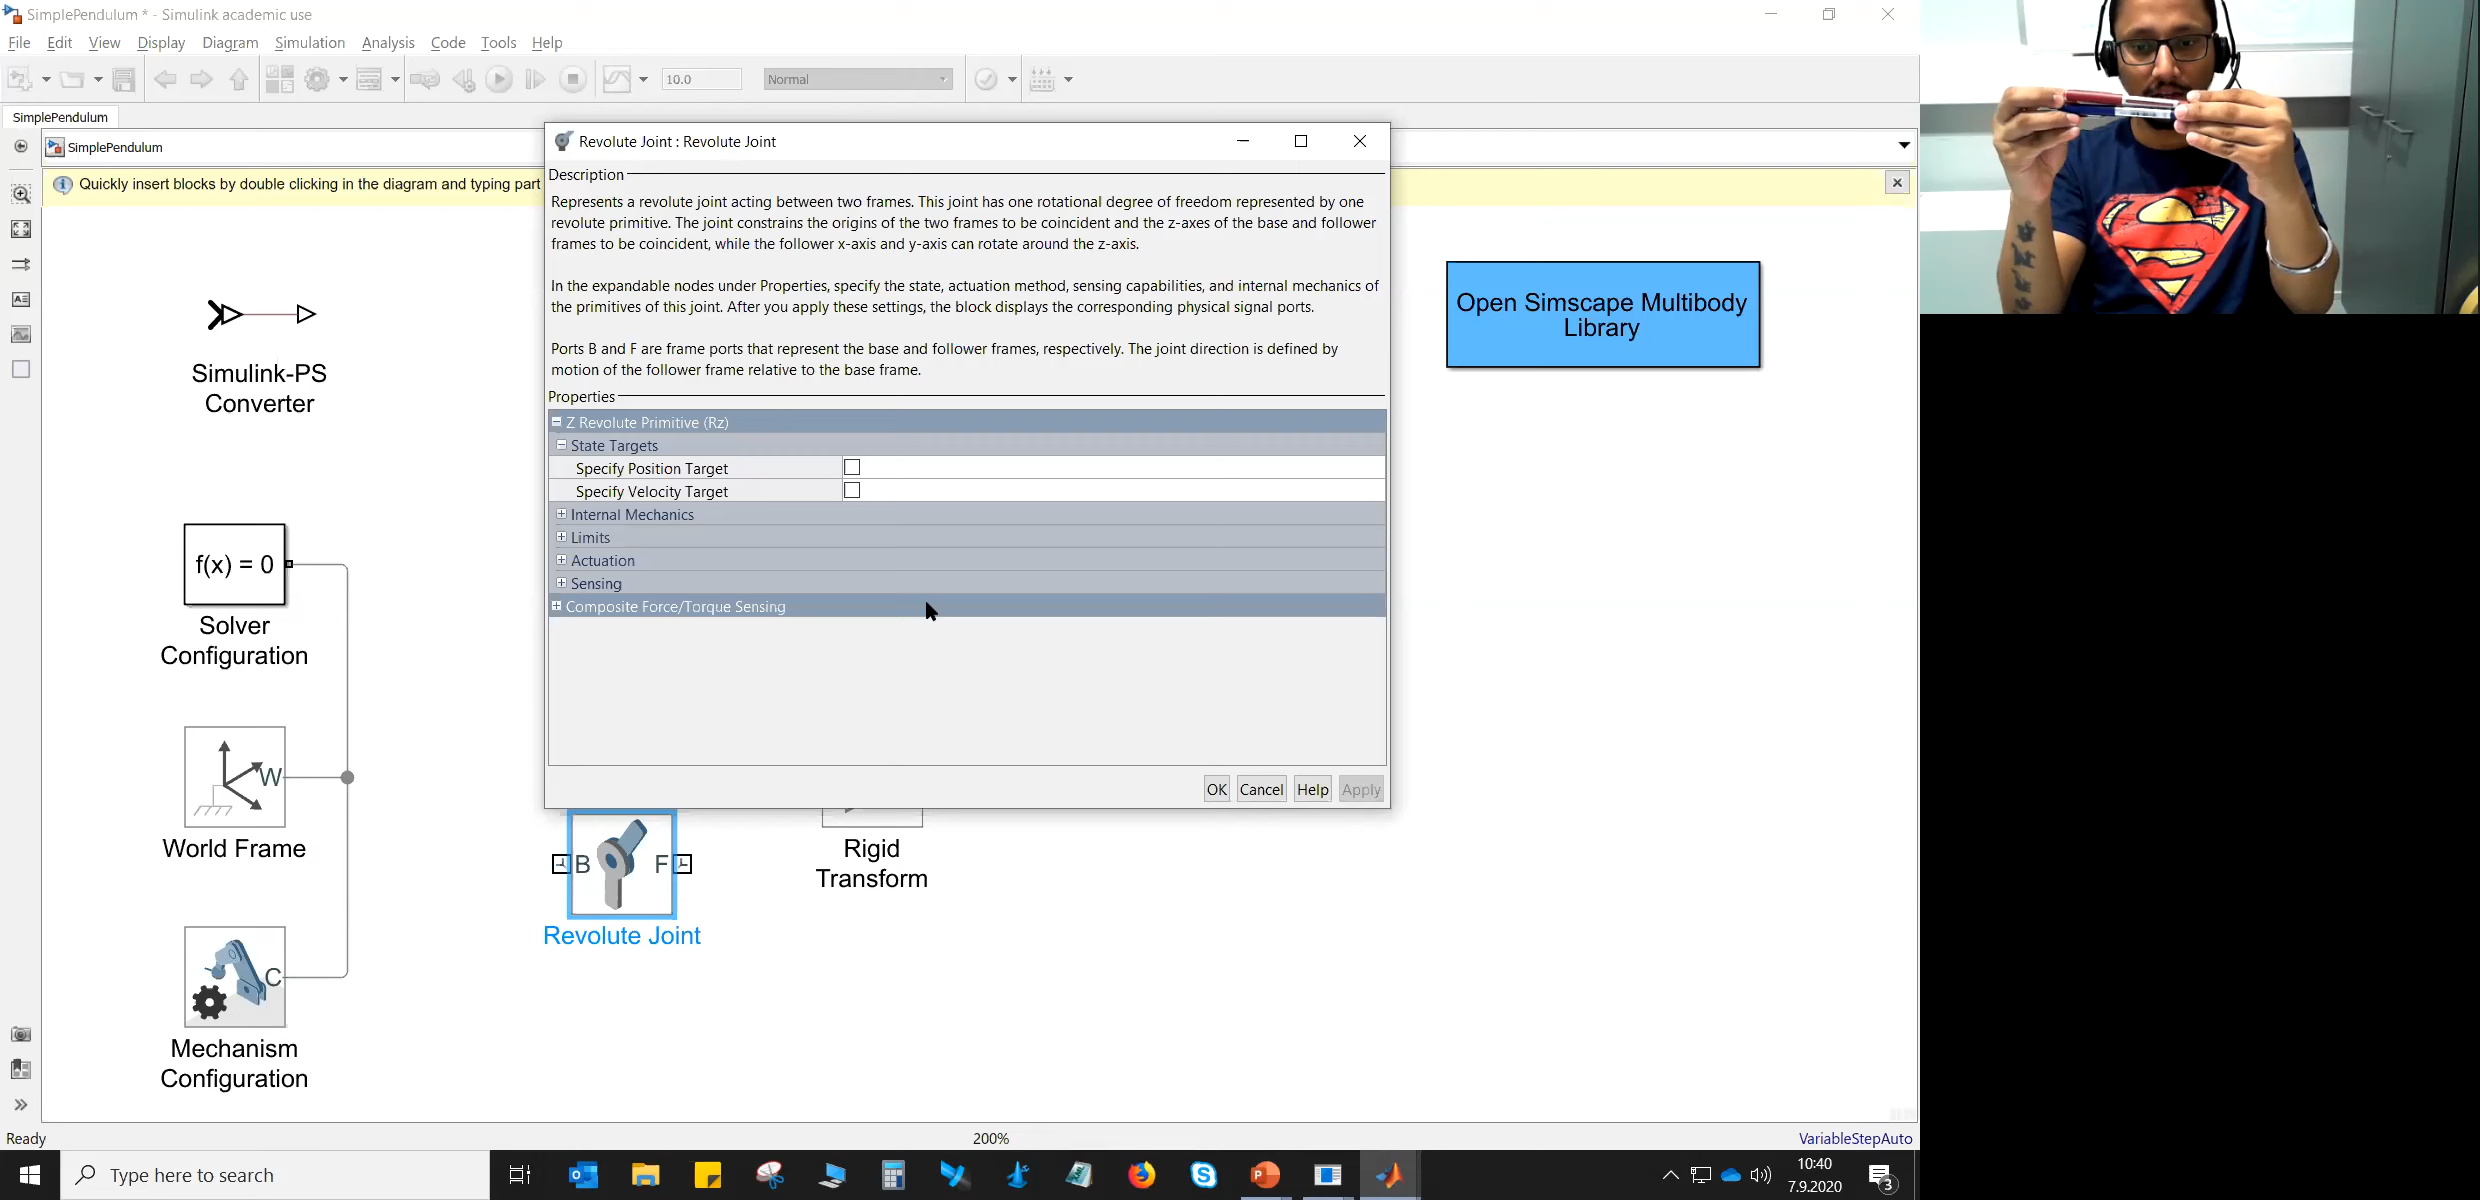 SimplePendulum * - Simulink academic use
File Edit View Display Diagram Simulation Analysis Code Tools Help
10.0
Normal
SimplePendulum
SimplePendulum
Quickly insert blocks by double clicking in the diagram and typing part
Revolute Joint : Revolute Joint
Description
Represents a revolute joint acting between two frames. This joint has one rotational degree of freedom represented by one
revolute primitive. The joint constrains the origins of the two frames to be coincident and the z-axes of the base and follower
frames to be coincident, while the follower x-axis and y-axis can rotate around the z-axis.
In the expandable nodes under Properties, specify the state, actuation method, sensing capabilities, and internal mechanics of
the primitives of this joint. After you apply these settings, the block displays the corresponding physical signal ports.
Ports B and F are frame ports that represent the base and follower frames, respectively. The joint direction is defined by
motion of the follower frame relative to the base frame.
Properties
Z Revolute Primitive (Rz)
State Targets
Specify Position Target
Specify Velocity Target
Internal Mechanics
Limits
Actuation
Sensing
Composite Force/Torque Sensing
OK Cancel Help Apply
Simulink-PS
Converter
f(x) = 0
Solver
Configuration
W
World Frame
C
Mechanism
Configuration
B F
Revolute Joint
Rigid
Transform
Open Simscape Multibody
Library
Ready
200%
VariableStepAuto
Type here to search
10:40
7.9.2020
3